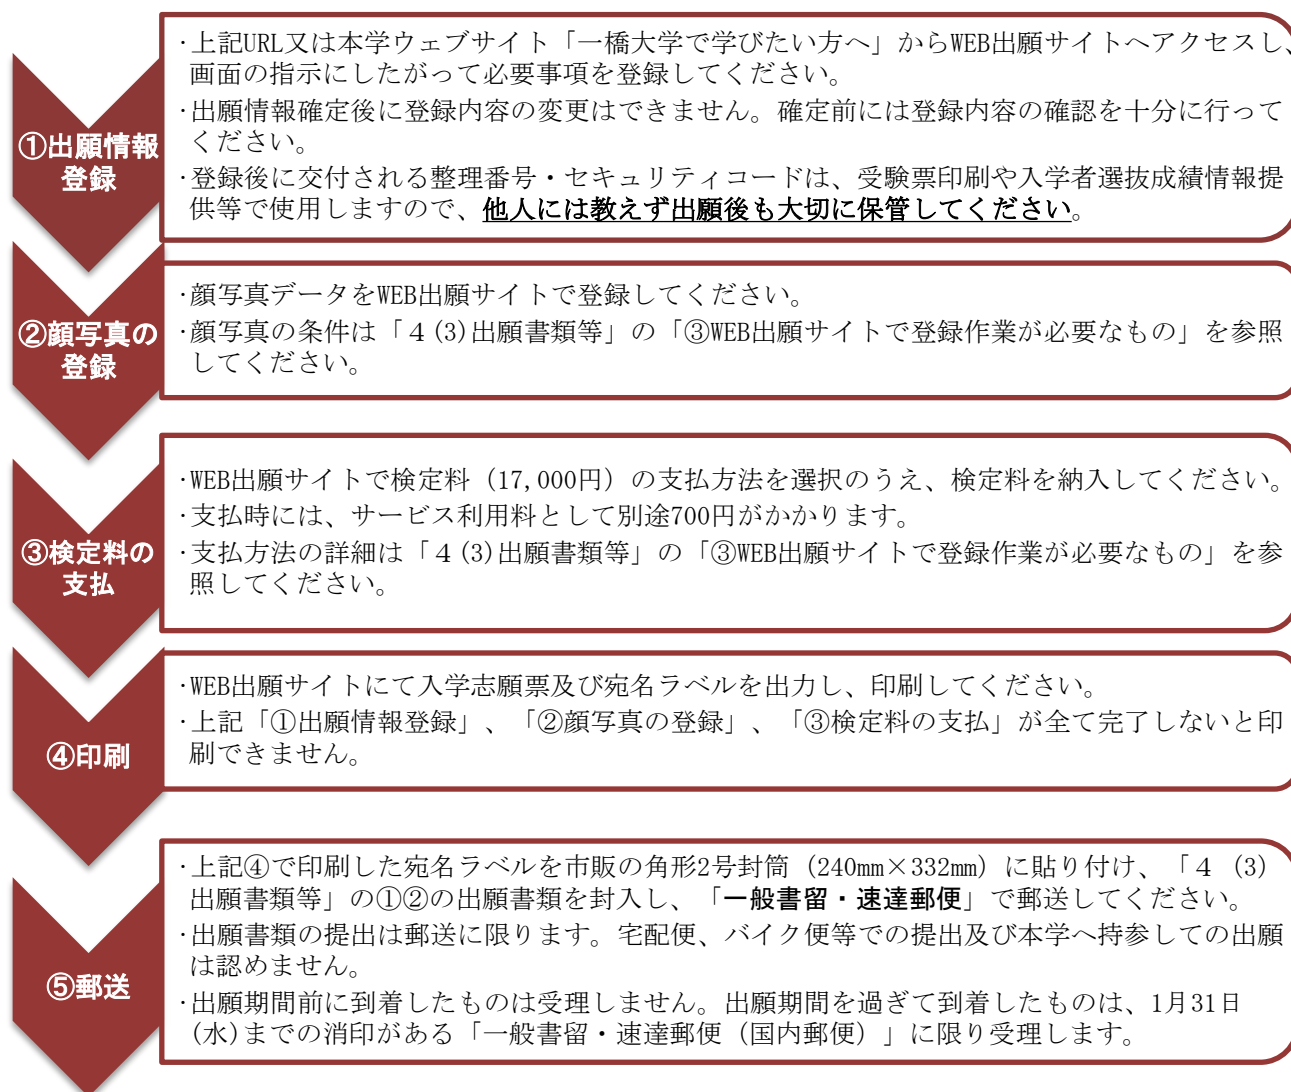 ①出願情報
登録
·上記URL又は本学ウェブサイト「一橋大学で学びたい方へ」からWEB出願サイトへアクセスし、
画面の指示にしたがって必要事項を登録してください。
·出願情報確定後に登録内容の変更はできません。確定前には登録内容の確認を十分に行って
ください。
·登録後に交付される整理番号・セキュリティコードは、受験票印刷や入学者選抜成績情報提
供等で使用しますので、他人には教えず出願後も大切に保管してください。
②顔写真の
登録
·顔写真データをWEB出願サイトで登録してください。
·顔写真の条件は「４(3)出願書類等」の「③WEB出願サイトで登録作業が必要なもの」を参照
してください。
③検定料の
支払
·WEB出願サイトで検定料（17,000円）の支払方法を選択のうえ、検定料を納入してください。
·支払時には、サービス利用料として別途700円がかかります。
·支払方法の詳細は「４(3)出願書類等」の「③WEB出願サイトで登録作業が必要なもの」を参
照してください。
④印刷
·WEB出願サイトにて入学志願票及び宛名ラベルを出力し、印刷してください。
·上記「①出願情報登録」、「②顔写真の登録」、「③検定料の支払」が全て完了しないと印
刷できません。
⑤郵送
·上記④で印刷した宛名ラベルを市販の角形2号封筒（240㎜×332㎜）に貼り付け、「４ (3)
出願書類等」の①②の出願書類を封入し、「一般書留・速達郵便」で郵送してください。
·出願書類の提出は郵送に限ります。宅配便、バイク便等での提出及び本学へ持参しての出願
は認めません。
·出願期間前に到着したものは受理しません。出願期間を過ぎて到着したものは、1月31日
(水)までの消印がある「一般書留・速達郵便（国内郵便）」に限り受理します。